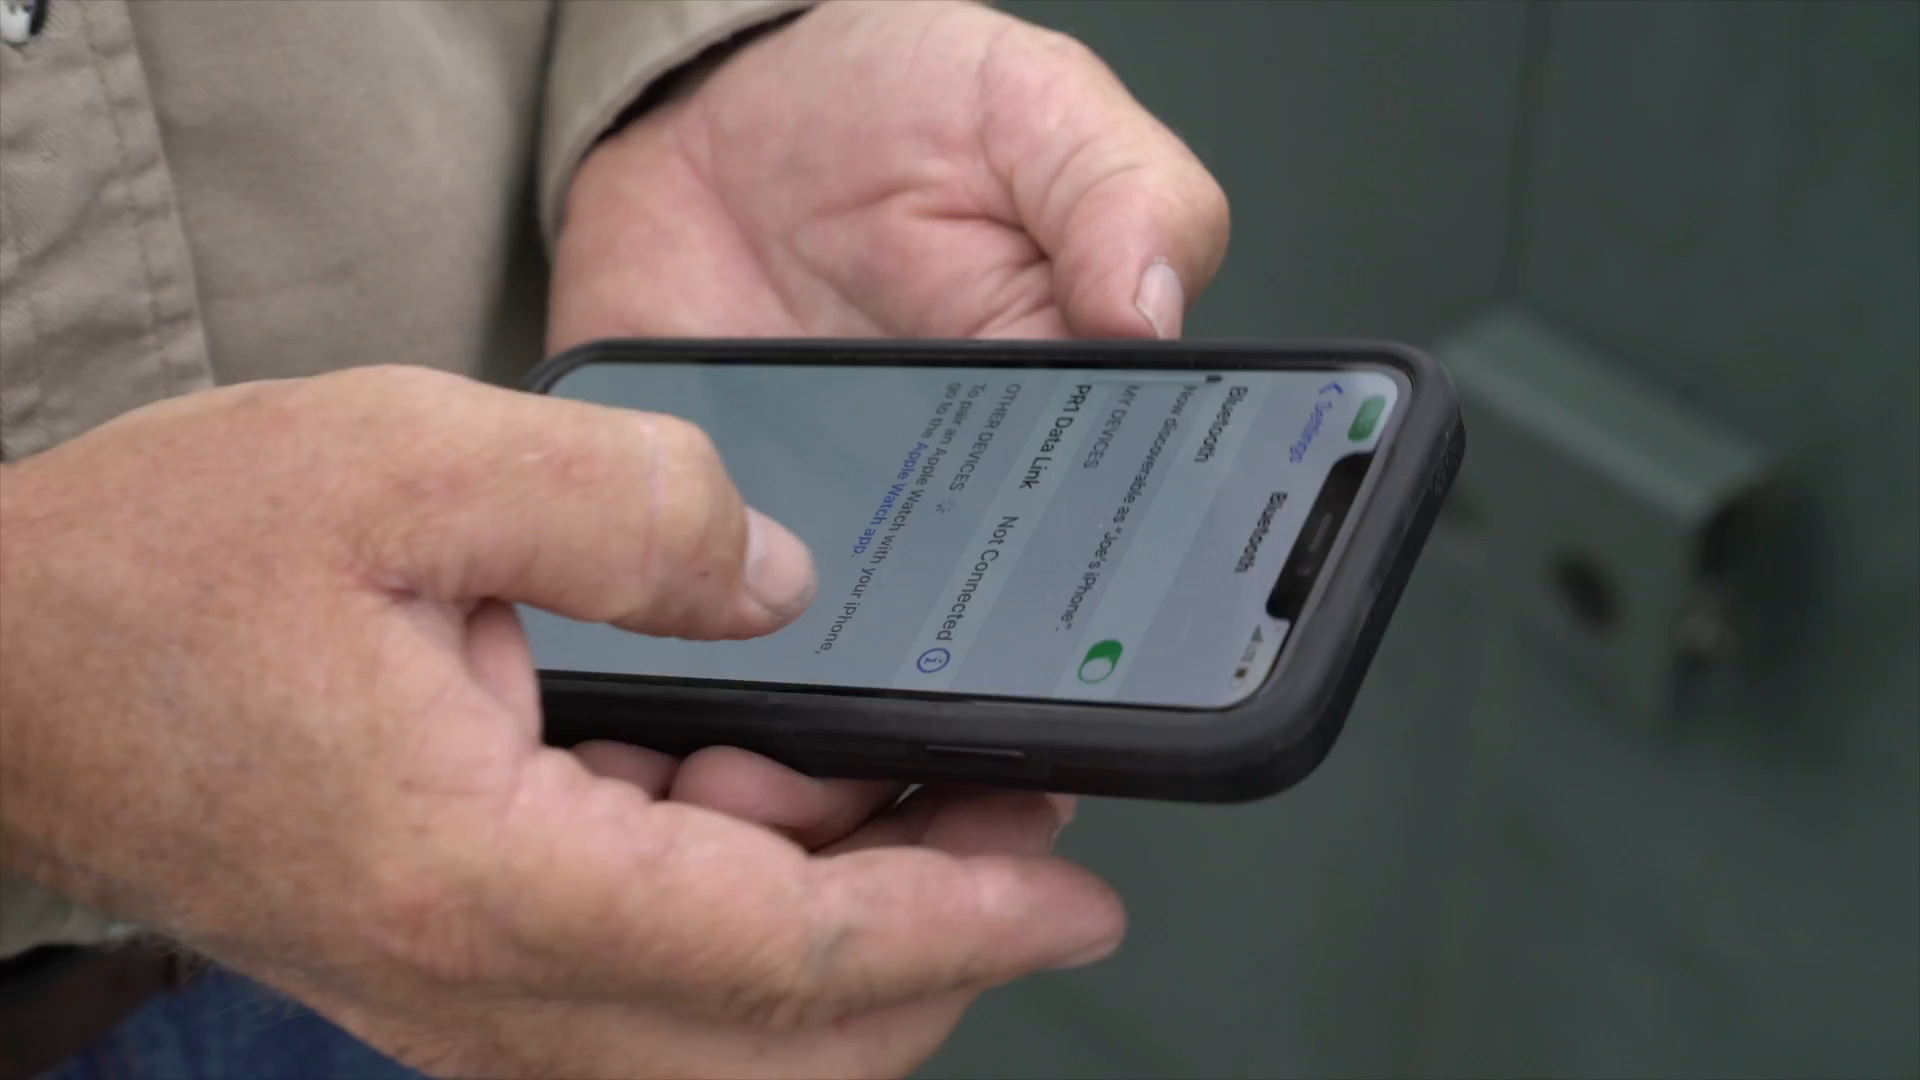 Settings
Bluetooth
Bluetooth
Now discoverable as “Joe’s iPhone”.
MY DEVICES
PR1 Data Link Not Connected
OTHER DEVICES
To pair an Apple Watch with your iPhone,
go to the Apple Watch app.